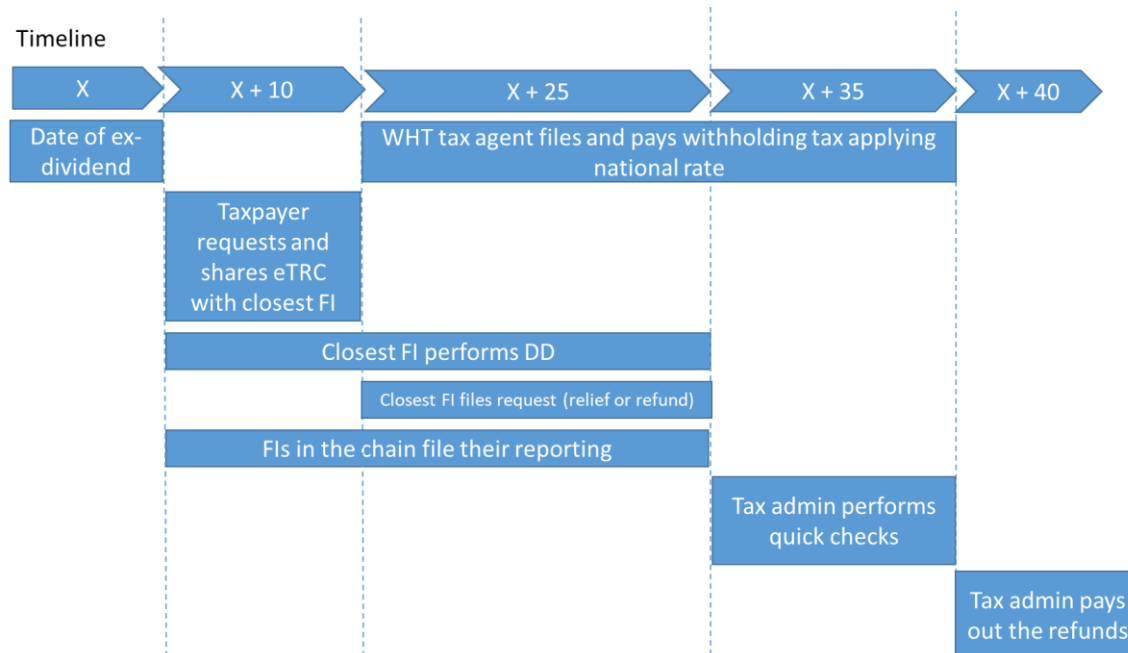 Timeline
X
X + 10
X + 25
X + 35
X + 40
Date of ex-
dividend
WHT tax agent files and pays withholding tax applying
national rate
Taxpayer
requests and
shares eTRC
with closest FI
Closest FI performs DD
Closest FI files request (relief or refund)
FIs in the chain file their reporting
Tax admin performs
quick checks
Tax admin pays
out the refunds